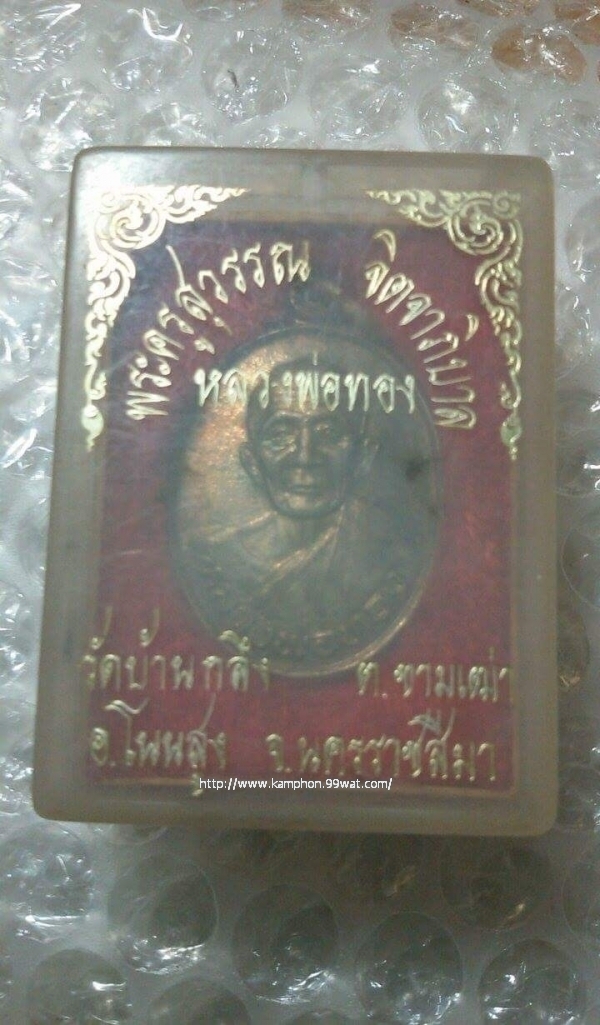 พระครูสุวรรณ จิตจาภิบาล
หลวงพ่อทอง
วัดบ้านกลึง ต.ขามเฒ่า
อ.โนนสูง จ.นครราชสีมา
http://www.kamphon.99wat.com/